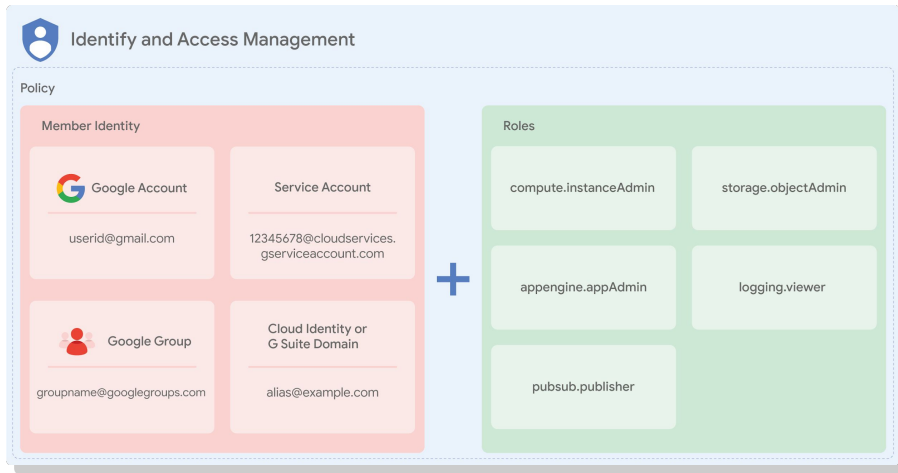 Identify and Access Management
Policy
Member Identity
Google Account
userid@gmail.com
Service Account
12345678@cloudservices.
gserviceaccount.com
Google Group
groupname@googlegroups.com
Cloud Identity or
G Suite Domain
alias@example.com
Roles
compute.instanceAdmin
storage.objectAdmin
appengine.appAdmin
logging.viewer
pubsub.publisher